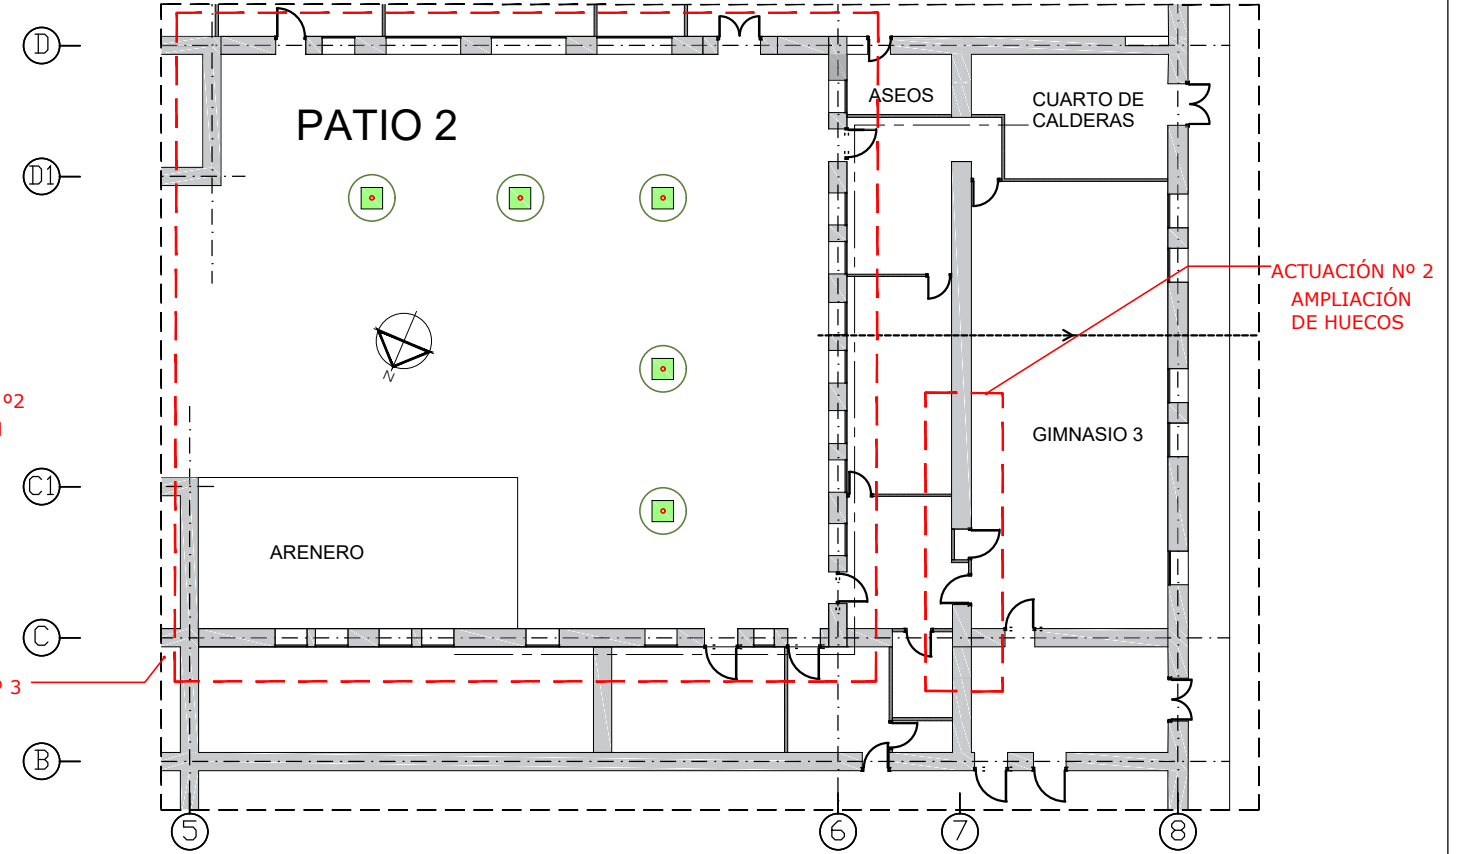 D
ASEOS
CUARTO DE
CALDERAS
PATIO 2
D1
ACTUACIÓN Nº 2
AMPLIACIÓN
DE HUECOS
N
º2
GIMNASIO 3
C1
ARENERO
C
3
B
5
6
7
8